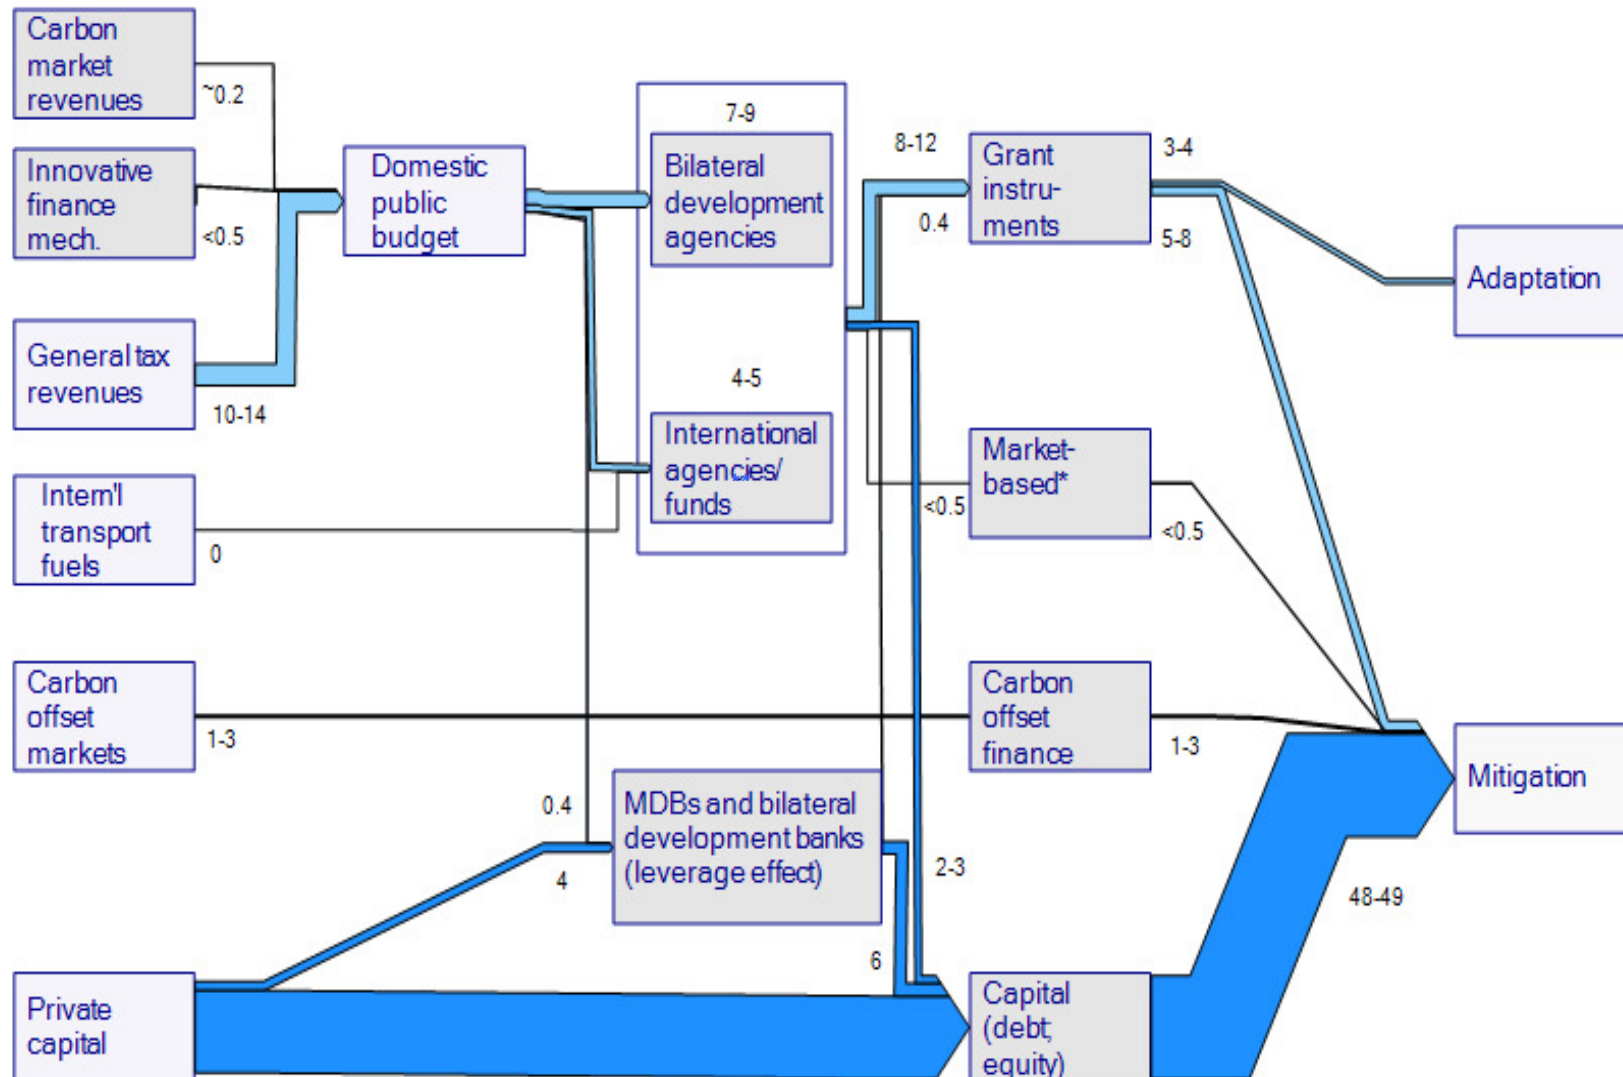 Carbon
market
revenues
~0.2
Innovative
finance
mech.
<0.5
General tax
revenues
10-14
Intern'l
transport
fuels
0
Carbon
offset
markets
1-3
Private
capital
Domestic
public
budget
7-9
Bilateral
development
agencies
4-5
International
agencies/
funds
0.4
4
MDBs and bilateral
development banks
(leverage effect)
6
2-3
8-12
0.4
Grant
instru-
ments
3-4
5-8
<0.5
Market-
based*
<0.5
Carbon
offset
finance
1-3
Capital
(debt;
equity)
48-49
Adaptation
Mitigation